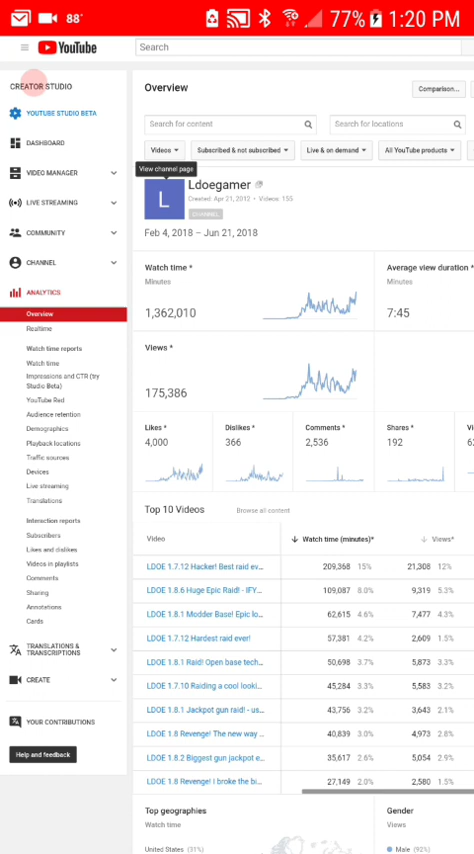 88° 77% 1:20 PM
YouTube Search
CREATOR STUDIO
YOUTUBE STUDIO BETA
DASHBOARD
VIDEO MANAGER
LIVE STREAMING
COMMUNITY
CHANNEL
ANALYTICS
Overview
Realtime
Watch time reports
Watch time
Impressions and CTR (try
Studio Beta)
YouTube Red
Audience retention
Demographics
Playback locations
Traffic sources
Devices
Live streaming
Translations
Interaction reports
Subscribers
Likes and dislikes
Videos in playlists
Comments
Sharing
Annotations
Cards
TRANSLATIONS &
TRANSCRIPTIONS
CREATE
YOUR CONTRIBUTIONS
Help and feedback
Overview
Comparison...
Search for content Search for locations
Videos Subscribed & not subscribed Live & on demand All YouTube products
View channel page
L
Ldoegamer
Created: Apr 21, 2012 • Videos: 155
CHANNEL
Feb 4, 2018 – Jun 21, 2018
Watch time * Average view duration *
Minutes Minutes
1,362,010 7:45
Views *
175,386
Likes * Dislikes * Comments * Shares *
4,000 366 2,536 192
Top 10 Videos Browse all content
Video Watch time (minutes)* Views*
LDOE 1.7.12 Hacker! Best raid ev... 209,368 15% 21,308 12%
LDOE 1.8.6 Huge Epic Raid! - IFY... 109,087 8.0% 9,319 5.3%
LDOE 1.8.1 Modder Base! Epic lo... 62,615 4.6% 7,477 4.3%
LDOE 1.7.12 Hardest raid ever! 57,381 4.2% 2,609 1.5%
LDOE 1.8.1 Raid! Open base tech... 50,698 3.7% 5,873 3.3%
LDOE 1.7.10 Raiding a cool looki... 45,284 3.3% 5,583 3.2%
LDOE 1.8.1 Jackpot gun raid! - us... 43,756 3.2% 3,643 2.1%
LDOE 1.8 Revenge! The new way ... 40,839 3.0% 4,973 2.8%
LDOE 1.8.2 Biggest gun jackpot e... 35,617 2.6% 5,054 2.9%
LDOE 1.8 Revenge! I broke the bi... 27,149 2.0% 2,580 1.5%
Top geographies Gender
Watch time Views
United States (31%) Male (92%)